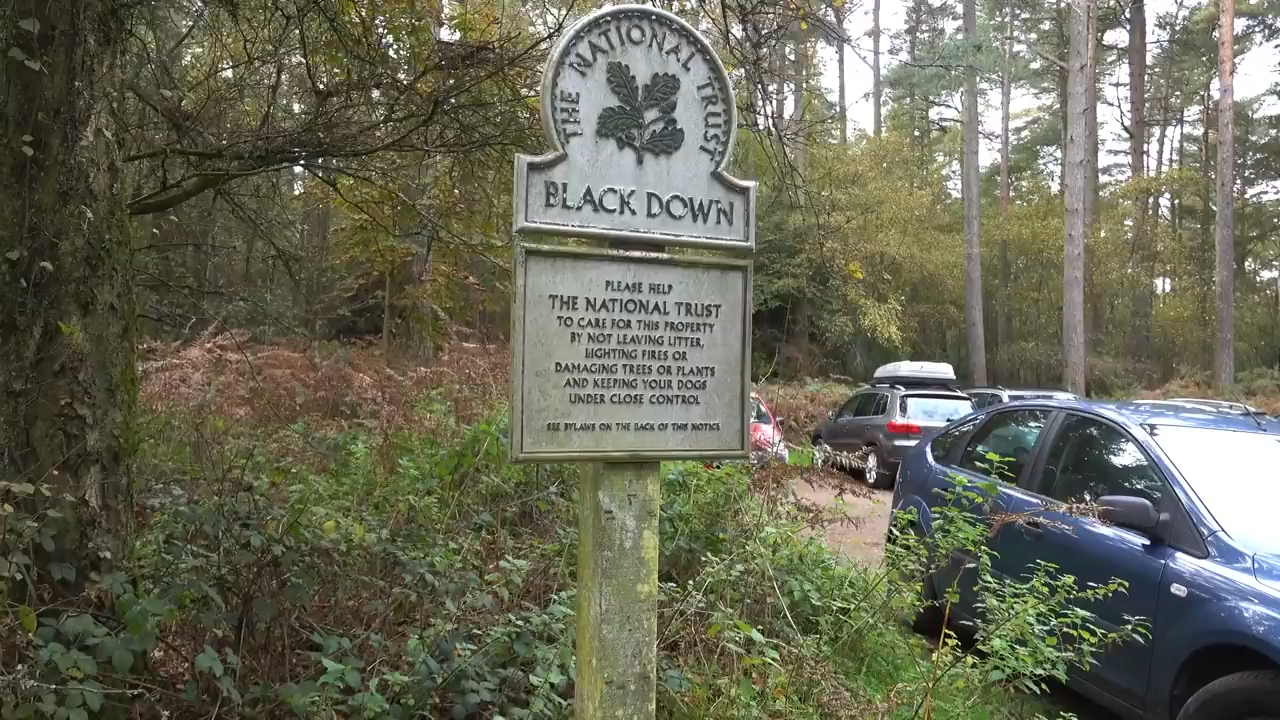 THE NATIONAL TRUST
BLACK DOWN
PLEASE HELP
THE NATIONAL TRUST
TO CARE FOR THIS PROPERTY
BY NOT LEAVING LITTER,
LIGHTING FIRES OR
DAMAGING TREES OR PLANTS
AND KEEPING YOUR DOGS
UNDER CLOSE CONTROL
SEE BYLAWS ON THE BACK OF THIS NOTICE